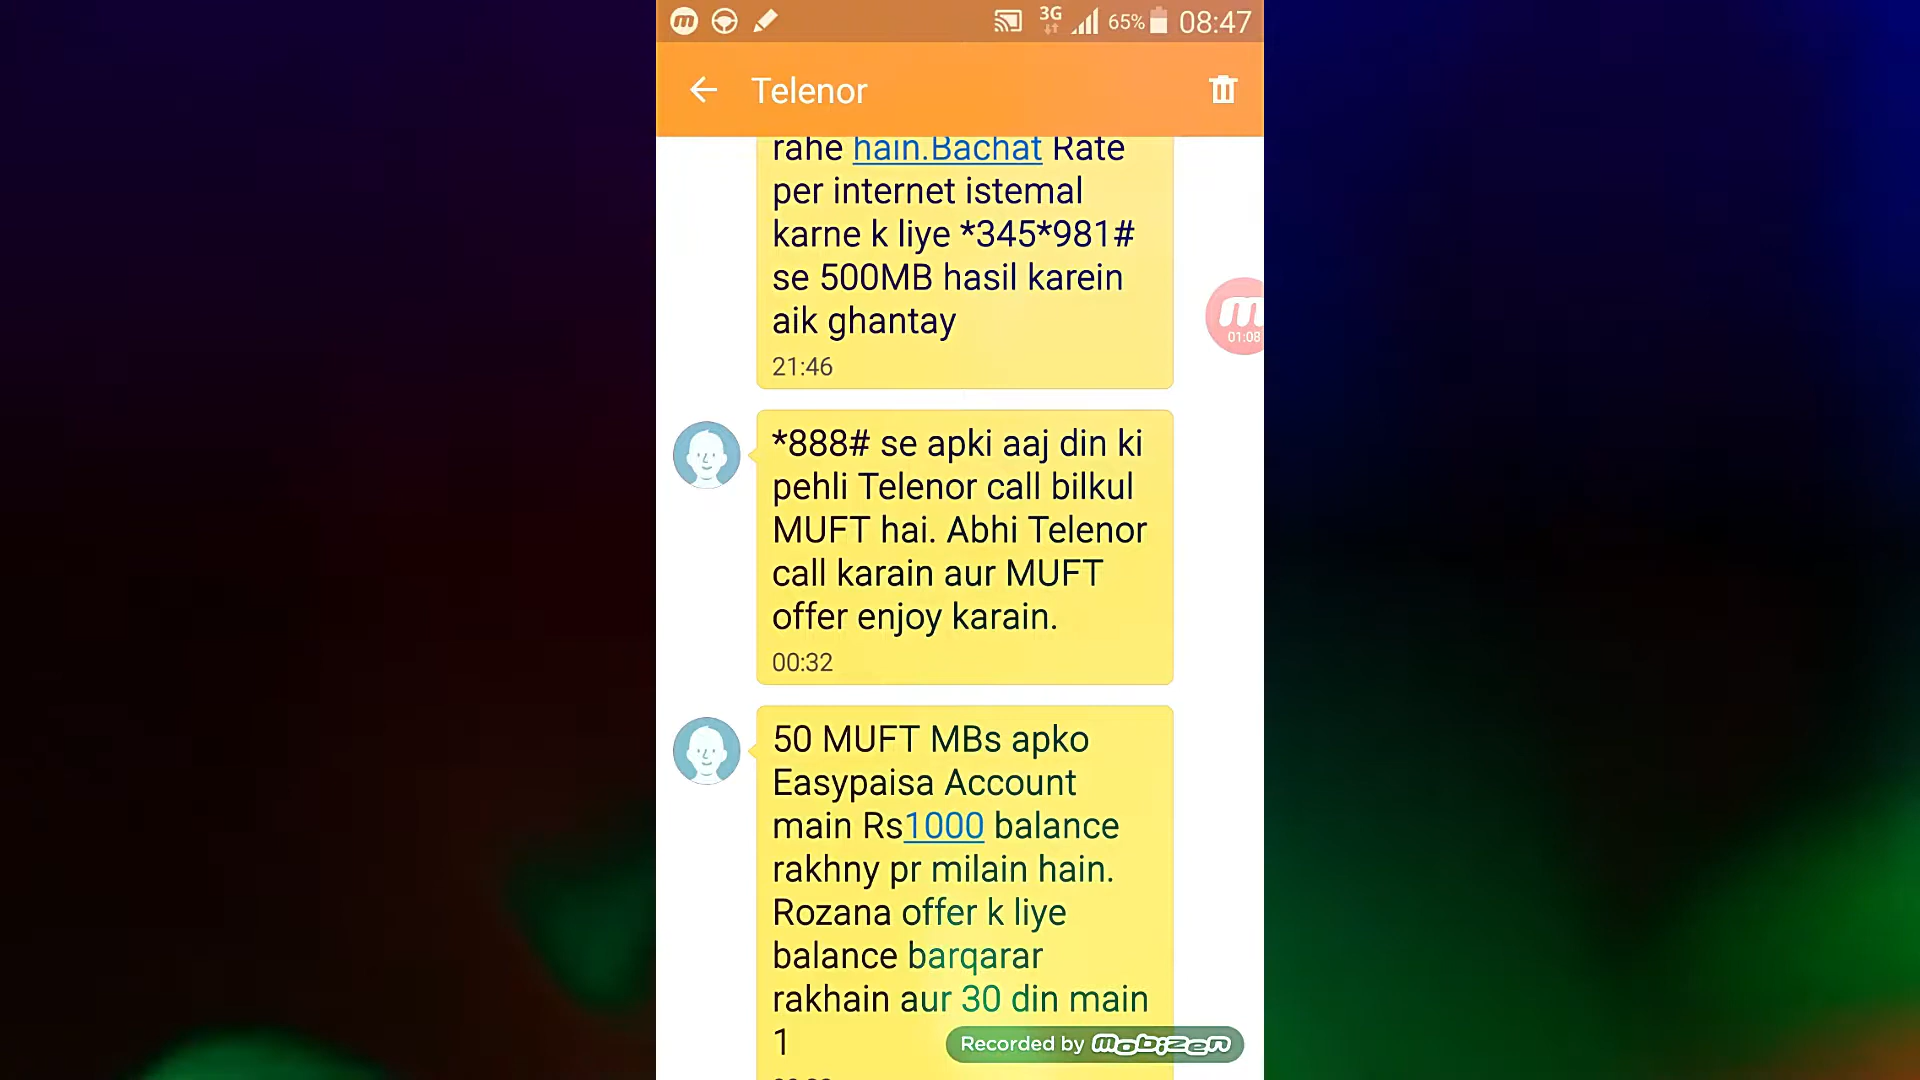 3G 65% 08:47
Telenor
rahe hain.Bachat Rate
per internet istemal
karne k liye *345*981#
se 500MB hasil karein
aik ghantay
21:46
01:08
*888# se apki aaj din ki
pehli Telenor call bilkul
MUFT hai. Abhi Telenor
call karain aur MUFT
offer enjoy karain.
00:32
50 MUFT MBs apko
Easypaisa Account
main Rs1000 balance
rakhny pr milain hain.
Rozana offer k liye
balance barqarar
rakhain aur 30 din main
1
Recorded by mobizen